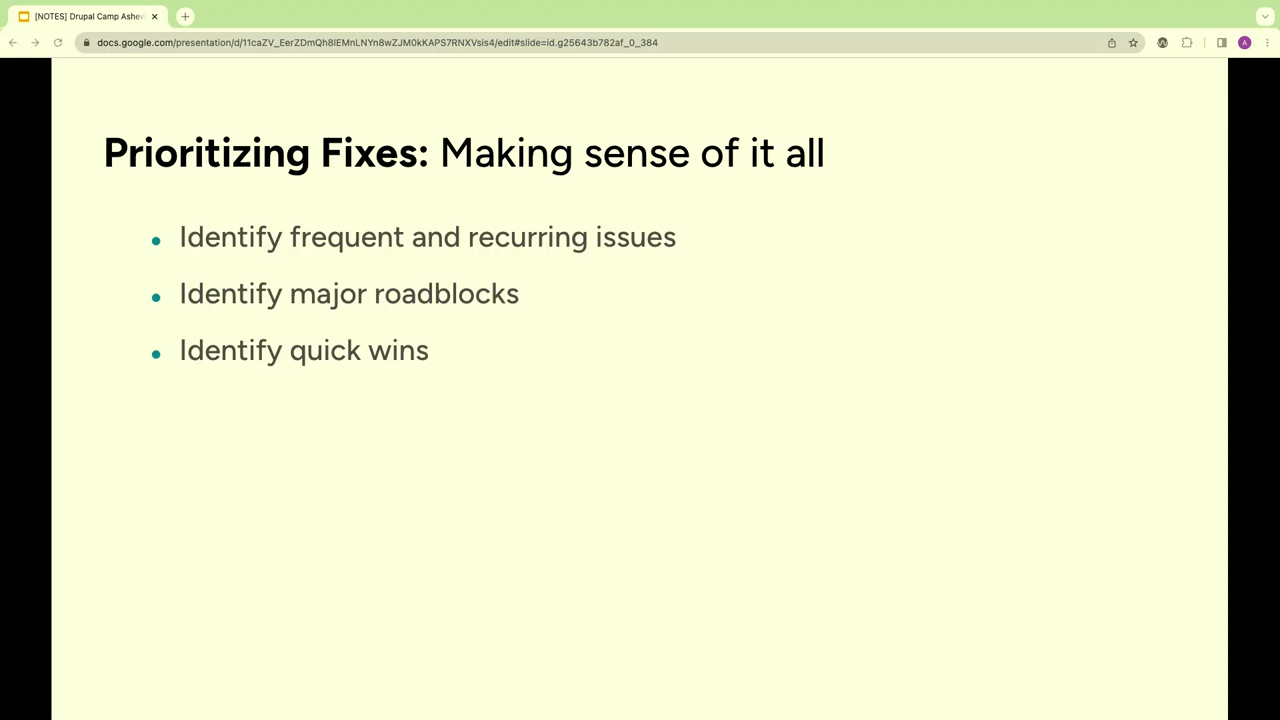 [NOTES] Drupal Camp Ashev
docs.google.com/presentation/d/11caZV_EerZDmQh8lEMnLNYn8wZJM0kKAPS7RNXVsis4/edit#slide=id.g25643b782af_0_384
A
Prioritizing Fixes: Making sense of it all
• Identify frequent and recurring issues
• Identify major roadblocks
• Identify quick wins